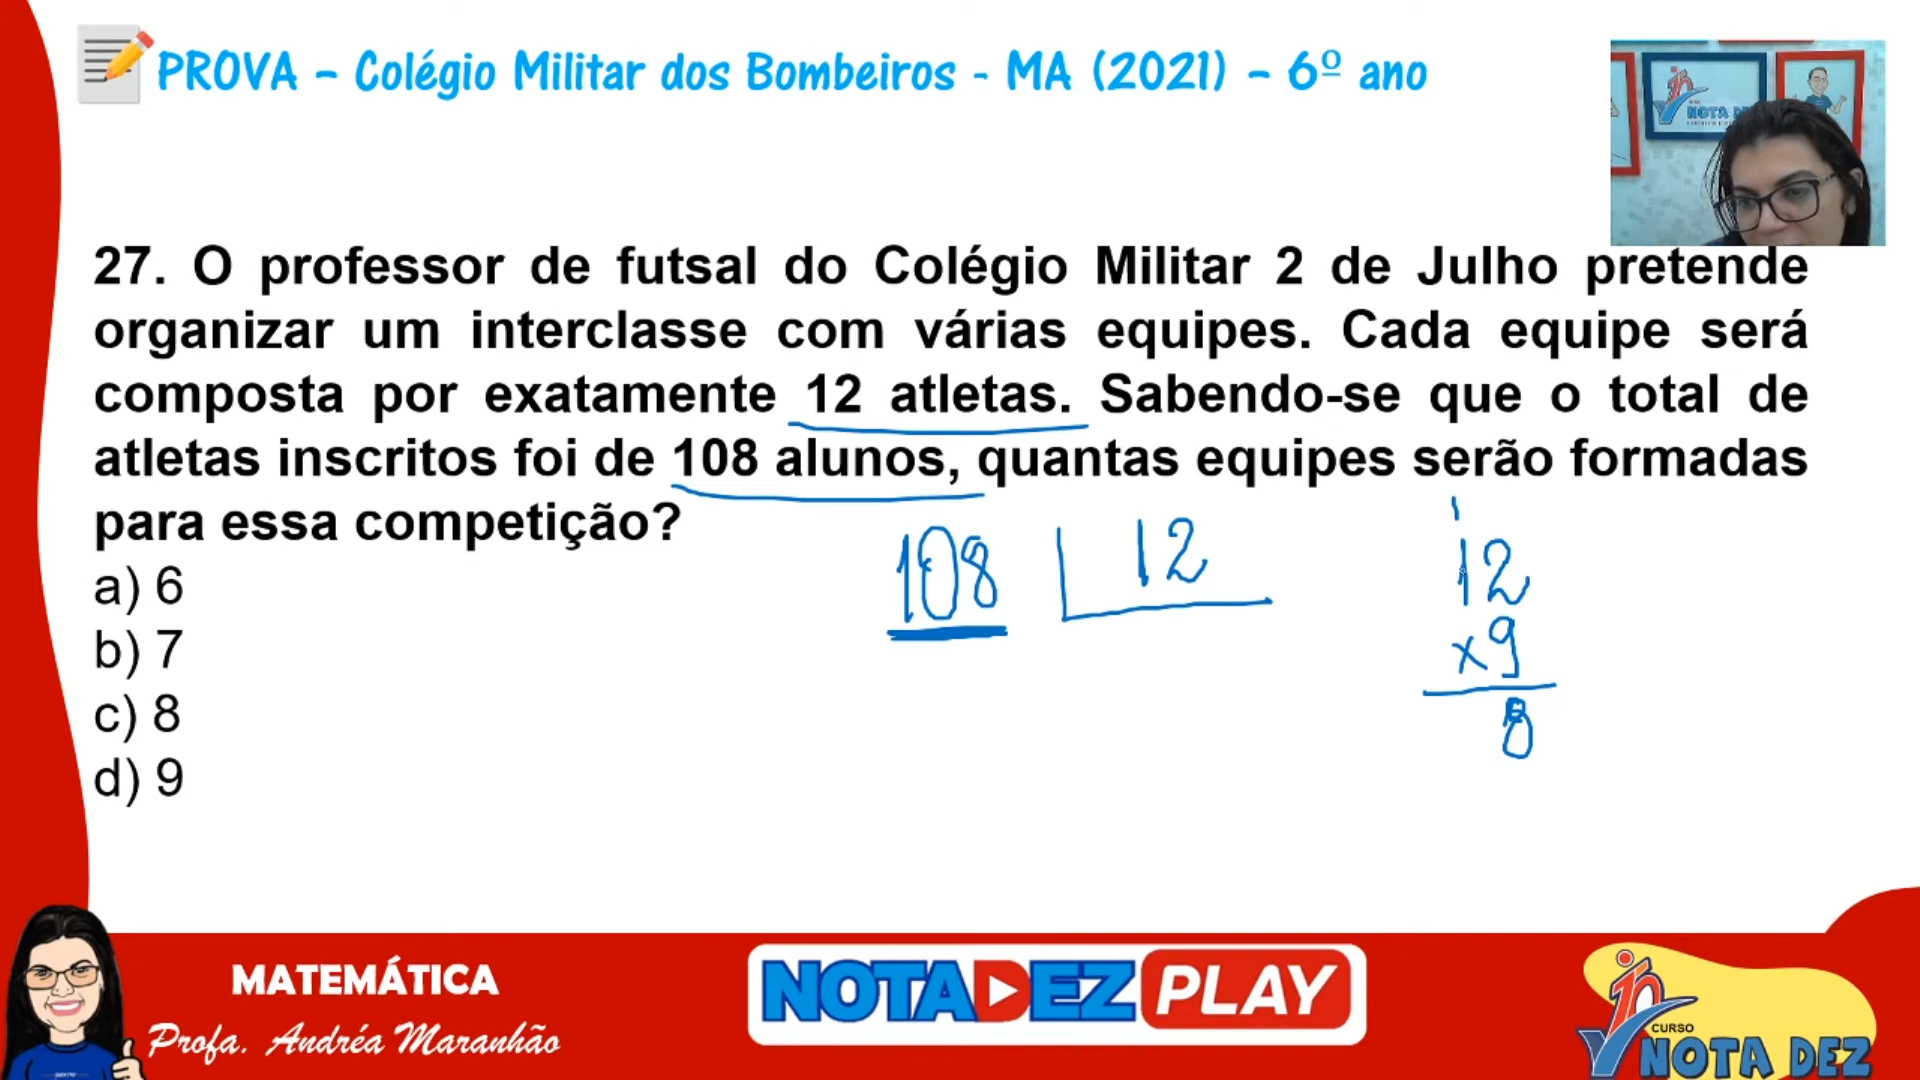 PROVA – Colégio Militar dos Bombeiros - MA (2021) – 6º ano
NOTA DE
27. O professor de futsal do Colégio Militar 2 de Julho pretende
organizar um interclasse com várias equipes. Cada equipe será
composta por exatamente 12 atletas. Sabendo-se que o total de
atletas inscritos foi de 108 alunos, quantas equipes serão formadas
para essa competição?
a) 6
b) 7
c) 8
d) 9
108 12
1
12
x9
8
MATEMÁTICA
Profa. Andréa Maranhão
NOTADEZ PLAY
CURSO
NOTA DEZ